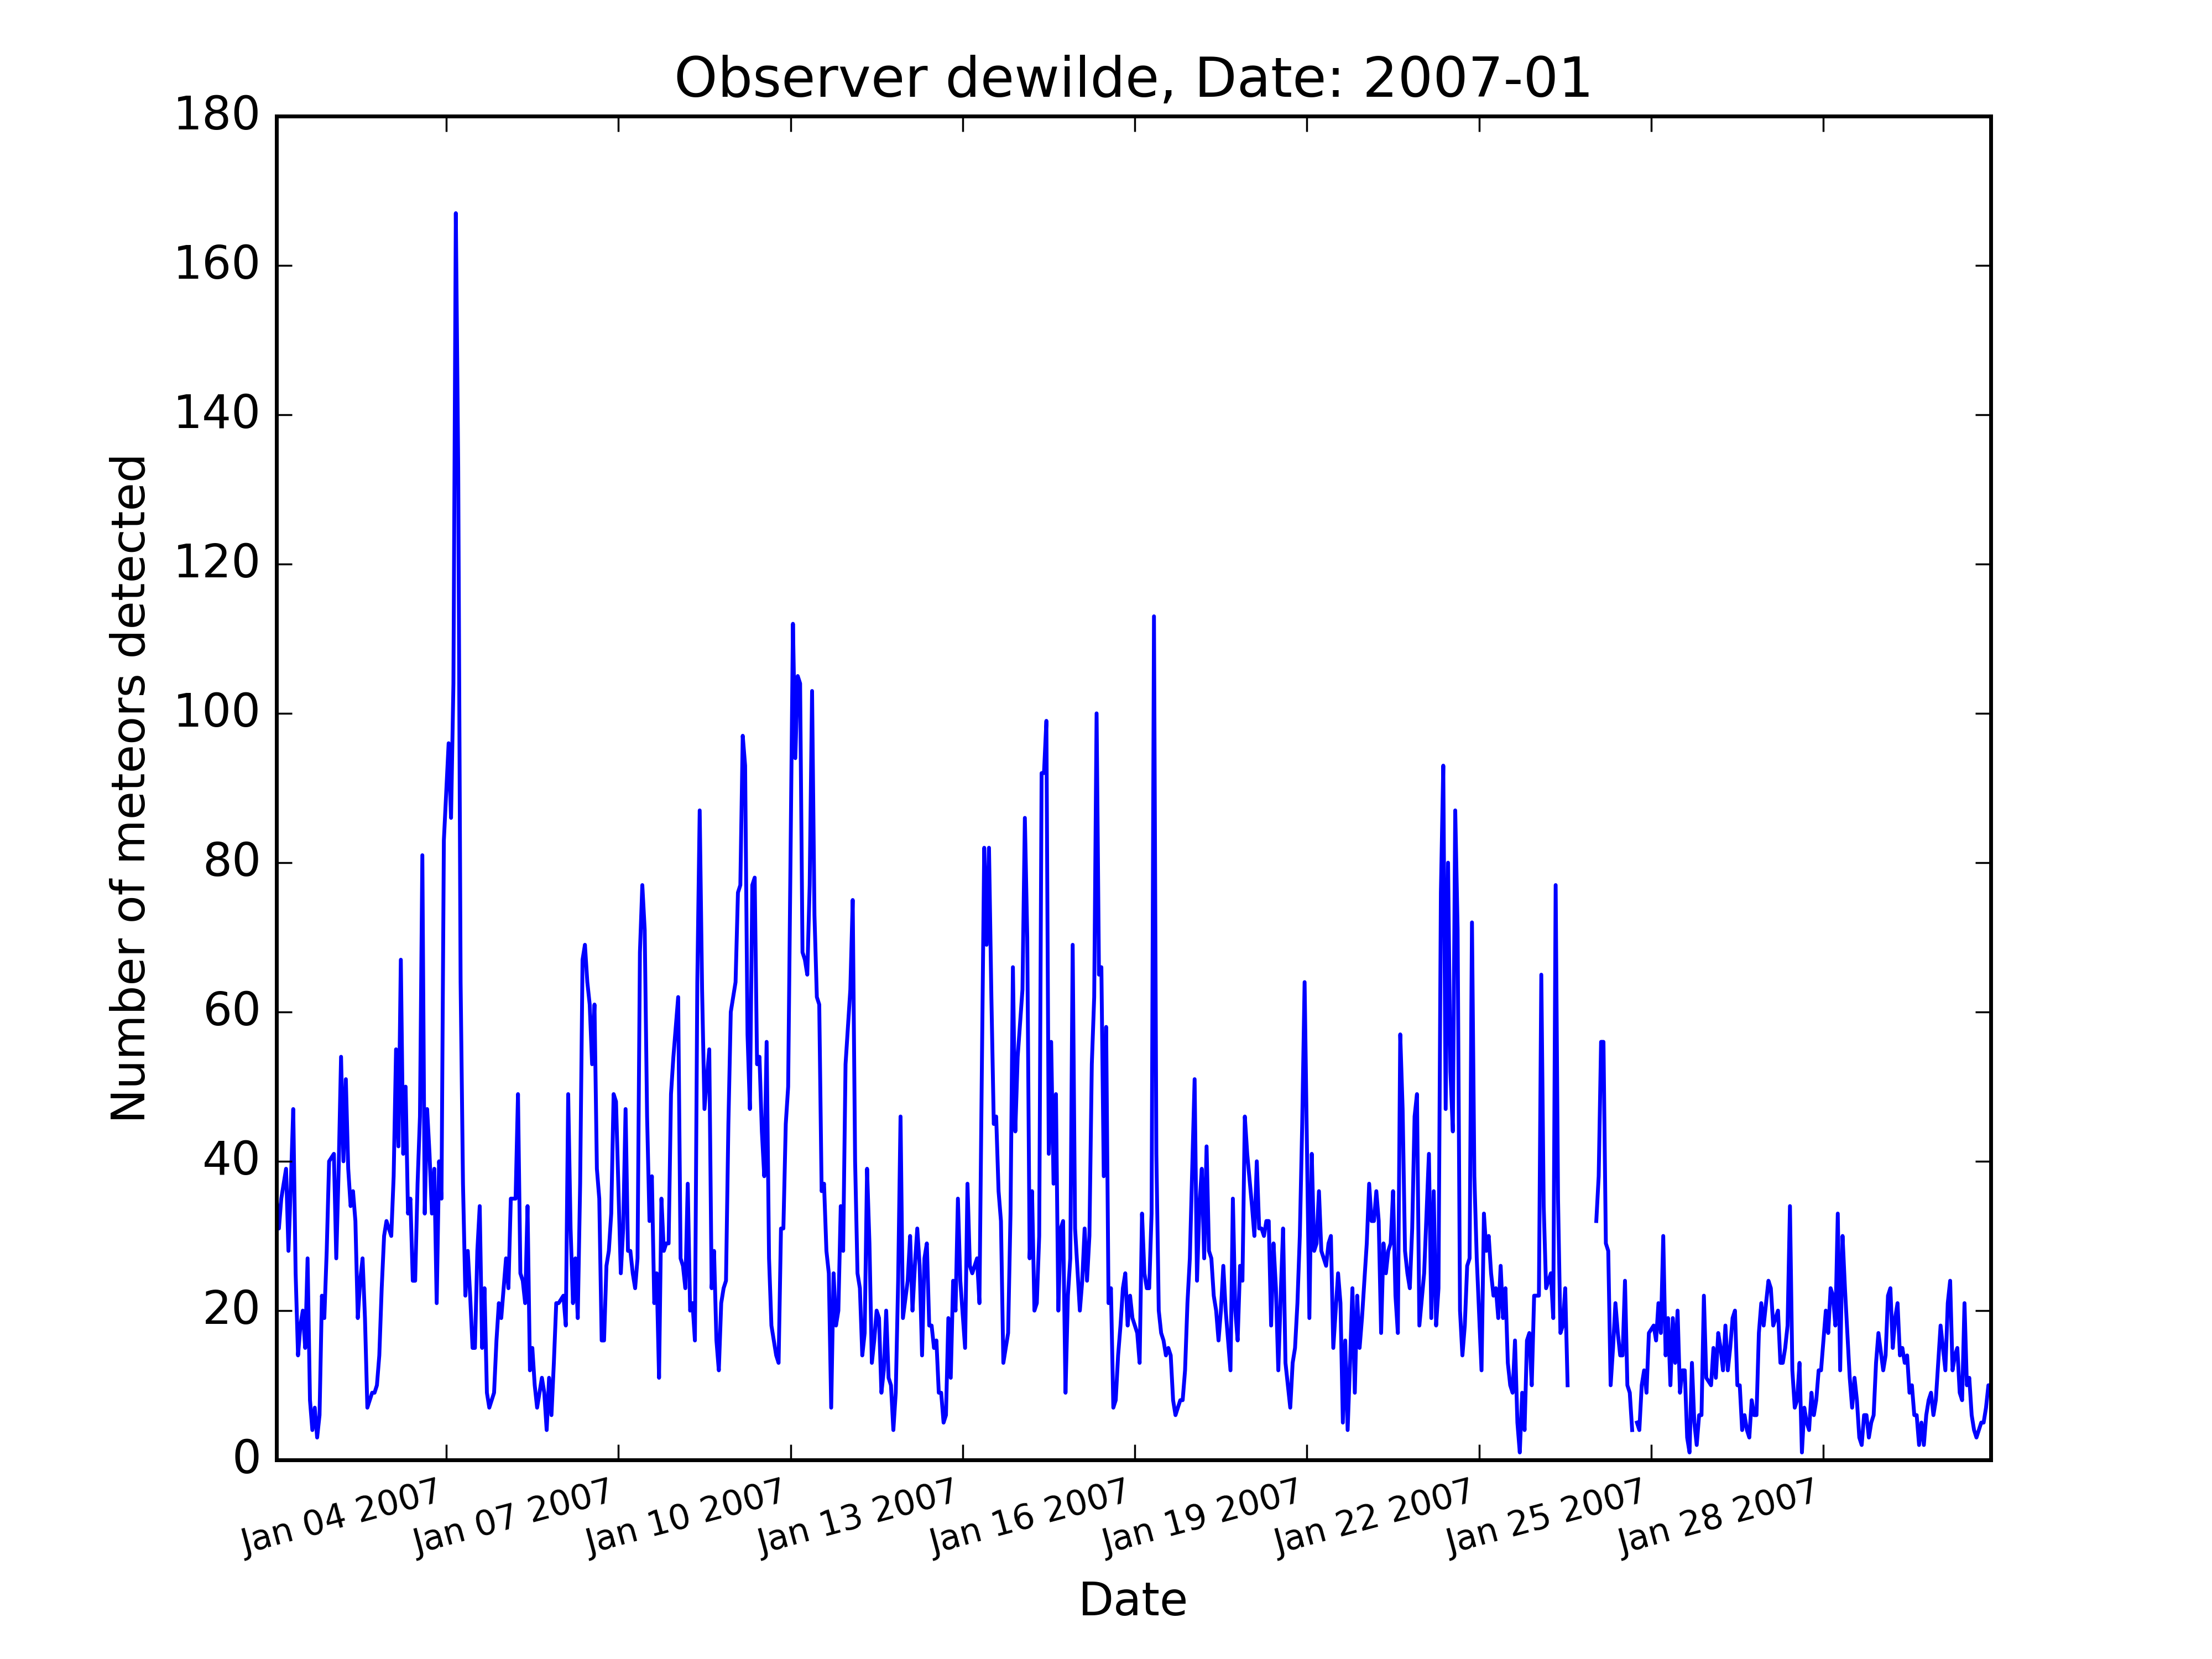 Observer dewilde, Date: 2007-01
180
160
140
120
100
80
60
40
20
0
Number of meteors detected
Jan 04 2007
Jan 07 2007
Jan 10 2007
Jan 13 2007
Jan 16 2007
Jan 19 2007
Jan 22 2007
Jan 25 2007
Jan 28 2007
Date